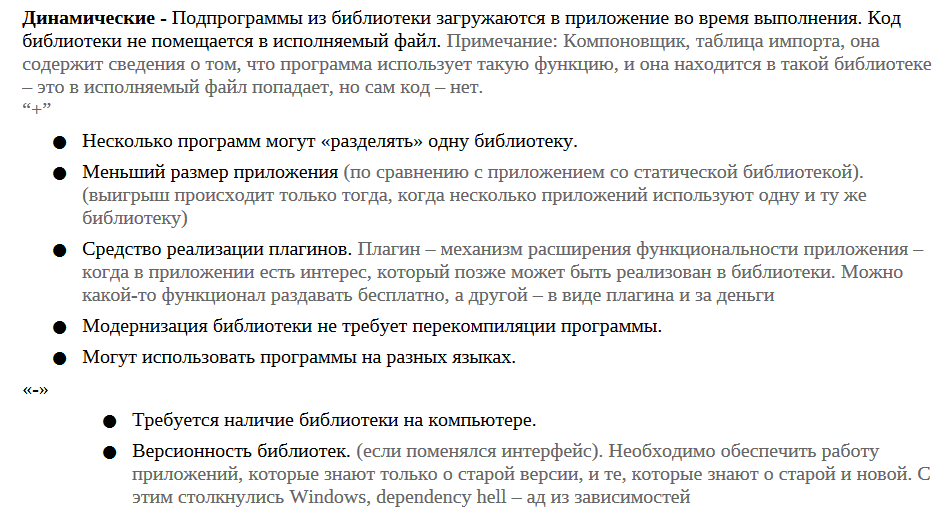 Динамические - Подпрограммы из библиотеки загружаются в приложение во время выполнения. Код
библиотеки не помещается в исполняемый файл. Примечание: Компоновщик, таблица импорта, она
содержит сведения о том, что программа использует такую функцию, и она находится в такой библиотеке
– это в исполняемый файл попадает, но сам код – нет.
“+”
● Несколько программ могут «разделять» одну библиотеку.
● Меньший размер приложения (по сравнению с приложением со статической библиотекой).
(выигрыш происходит только тогда, когда несколько приложений используют одну и ту же
библиотеку)
● Средство реализации плагинов. Плагин – механизм расширения функциональности приложения –
когда в приложении есть интерес, который позже может быть реализован в библиотеки. Можно
какой-то функционал раздавать бесплатно, а другой – в виде плагина и за деньги
● Модернизация библиотеки не требует перекомпиляции программы.
● Могут использовать программы на разных языках.
«-»
● Требуется наличие библиотеки на компьютере.
● Версионность библиотек. (если поменялся интерфейс). Необходимо обеспечить работу
приложений, которые знают только о старой версии, и те, которые знают о старой и новой. С
этим столкнулись Windows, dependency hell – ад из зависимостей